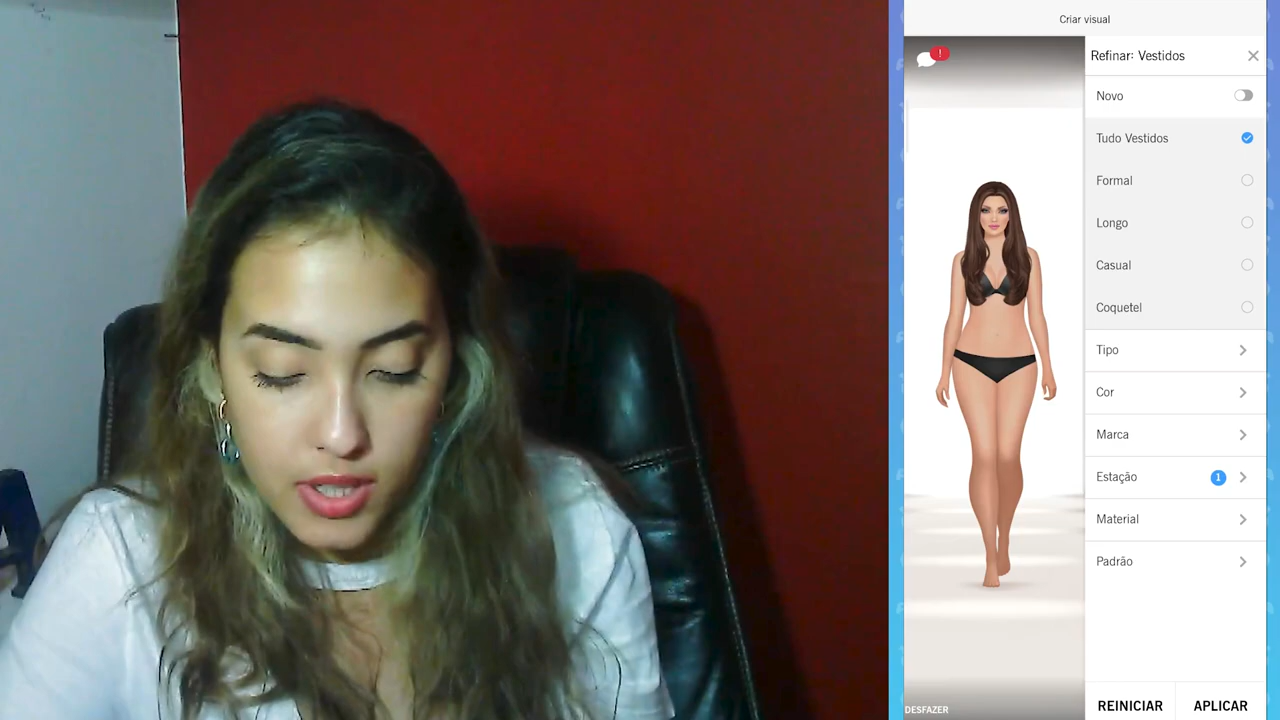 Criar visual
!
Refinar: Vestidos
Novo
Tudo Vestidos
Formal
Longo
Casual
Coquetel
Tipo
Cor
Marca
Estação 1
Material
Padrão
DESFAZER
REINICIAR APLICAR